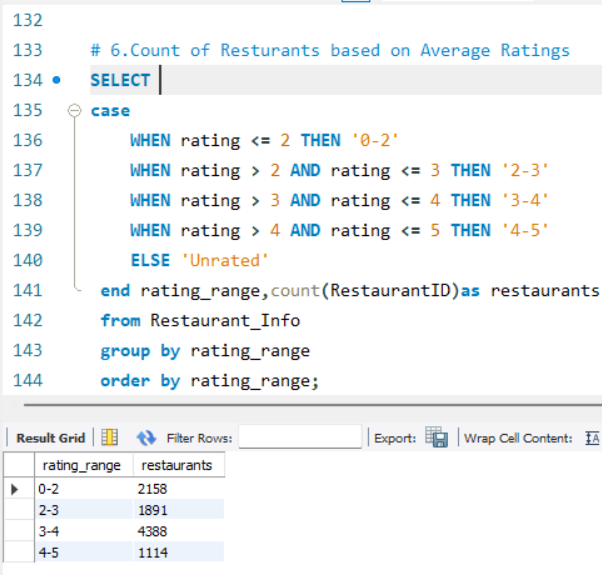 132
133 # 6.Count of Resturants based on Average Ratings
134 SELECT
135 case
136 WHEN rating <= 2 THEN '0-2'
137 WHEN rating > 2 AND rating <= 3 THEN '2-3'
138 WHEN rating > 3 AND rating <= 4 THEN '3-4'
139 WHEN rating > 4 AND rating <= 5 THEN '4-5'
140 ELSE 'Unrated'
141 end rating_range,count(RestaurantID)as restaurants
142 from Restaurant_Info
143 group by rating_range
144 order by rating_range;
Result Grid Filter Rows: Export: Wrap Cell Content: IA
rating_range restaurants
0-2 2158
2-3 1891
3-4 4388
4-5 1114